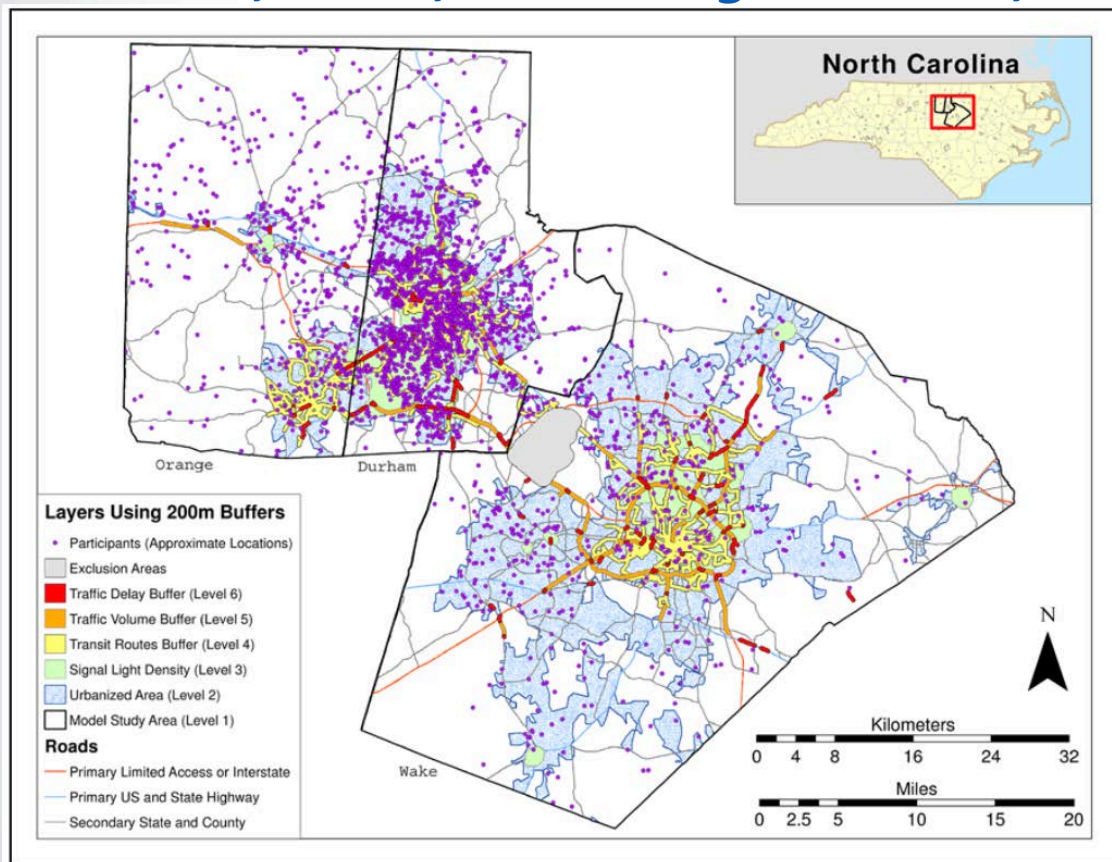 North Carolina
Orange
Durham
Wake
Layers Using 200m Buffers
Participants (Approximate Locations)
Exclusion Areas
Traffic Delay Buffer (Level 6)
Traffic Volume Buffer (Level 5)
Transit Routes Buffer (Level 4)
Signal Light Density (Level 3)
Urbanized Area (Level 2)
Model Study Area (Level 1)
Roads
Primary Limited Access or Interstate
Primary US and State Highway
Secondary State and County
N
Kilometers
0 2 4 8 16 24 32
Miles
0 2.5 5 10 15 20